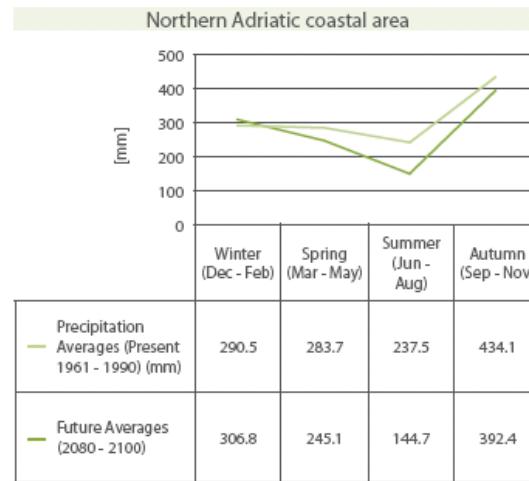 Northern Adriatic coastal area
500
400
300
200
100
0
[mm]
Winter
(Dec - Feb)
Spring
(Mar - May)
Summer
(Jun -
Aug)
Autumn
(Sep - Nov
Precipitation
Averages (Present
1961 - 1990) (mm)
290.5
283.7
237.5
434.1
Future Averages
(2080 - 2100)
306.8
245.1
144.7
392.4